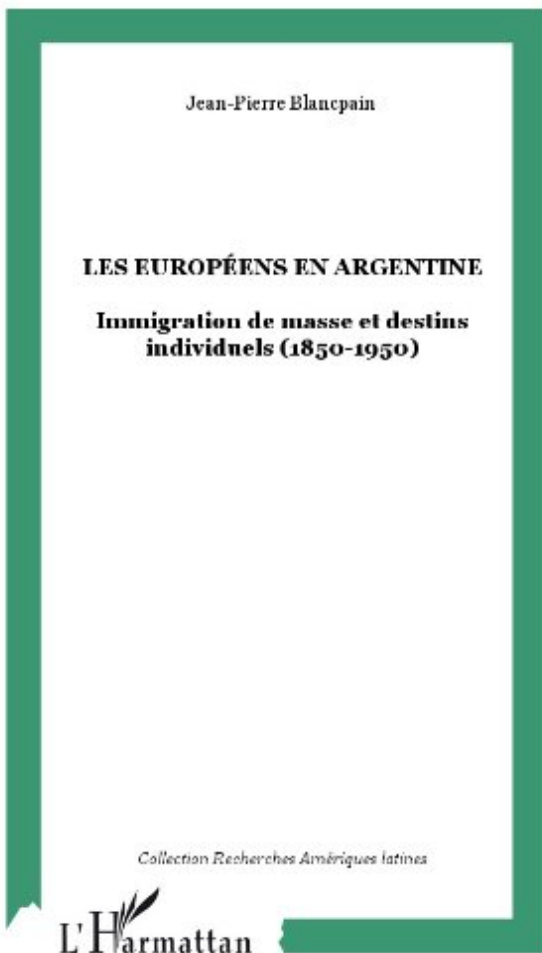 Jean-Pierre Blancpain
LES EUROPÉENS EN ARGENTINE
Immigration de masse et destins
individuels (1850-1950)
Collection Recherches Amériques latines
L'Harmattan